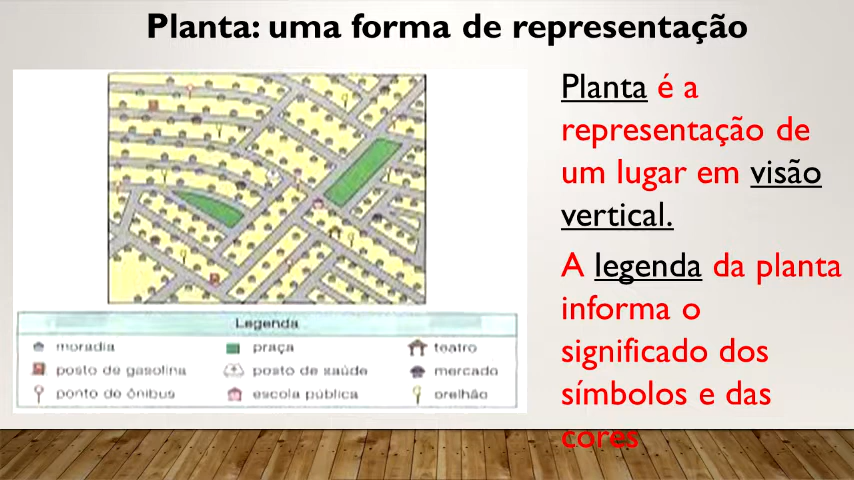 Planta: uma forma de representação
Planta é a
representação de
um lugar em visão
vertical.
A legenda da planta
informa o
significado dos
símbolos e das
cores
Legenda
moradia
praça
teatro
posto de gasolina
posto de saúde
mercado
ponto de ônibus
escola pública
orelhão